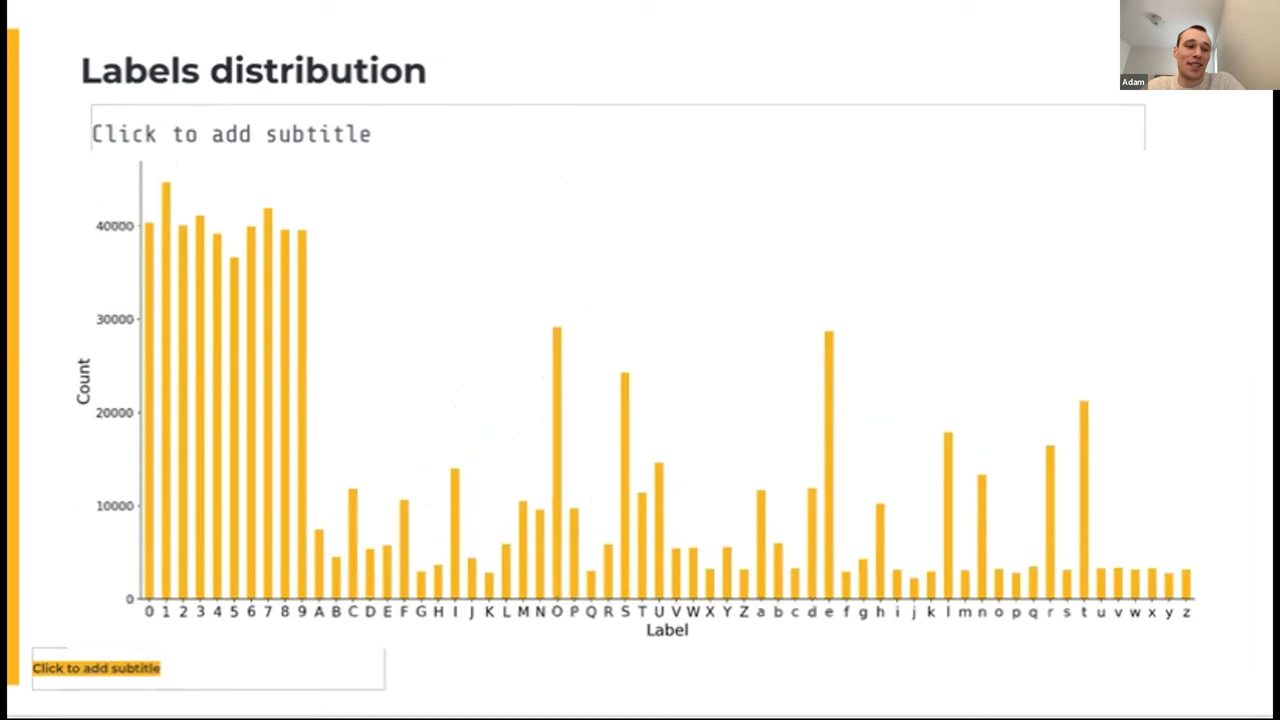 Labels distribution
Adam
Click to add subtitle
40000
30000
20000
10000
0
Count
0 1 2 3 4 5 6 7 8 9 A B C D E F G H I J K L M N O P Q R S T U V W X Y Z a b c d e f g h i j k l m n o p q r s t u v w x y z
Label
Click to add subtitle